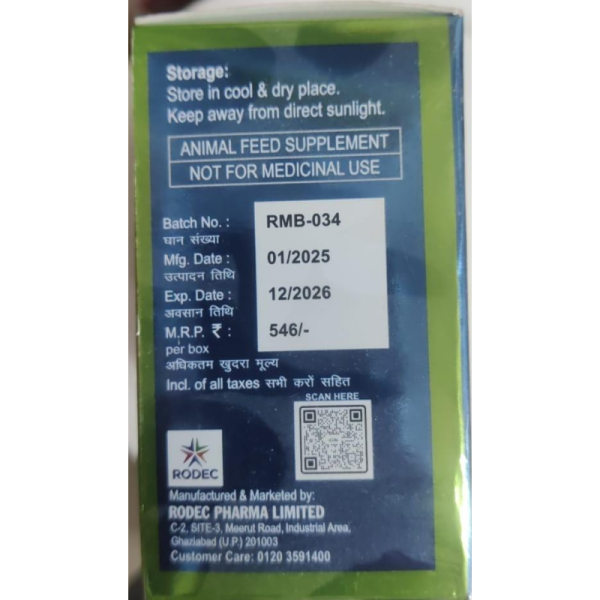 Storage:
Store in cool & dry place.
Keep away from direct sunlight.
ANIMAL FEED SUPPLEMENT
NOT FOR MEDICINAL USE
Batch No. : RMB-034
घान संख्या
Mfg. Date : 01/2025
उत्पादन तिथि
Exp. Date : 12/2026
अवसान तिथि
M.R.P. ₹ : 546/-
per box
अधिकतम खुदरा मूल्य
Incl. of all taxes सभी करों सहित
SCAN HERE
RODEC
Manufactured & Marketed by:
RODEC PHARMA LIMITED
C-2, SITE-3, Meerut Road, Industrial Area,
Ghaziabad (U.P.) 201003
Customer Care: 0120 3591400